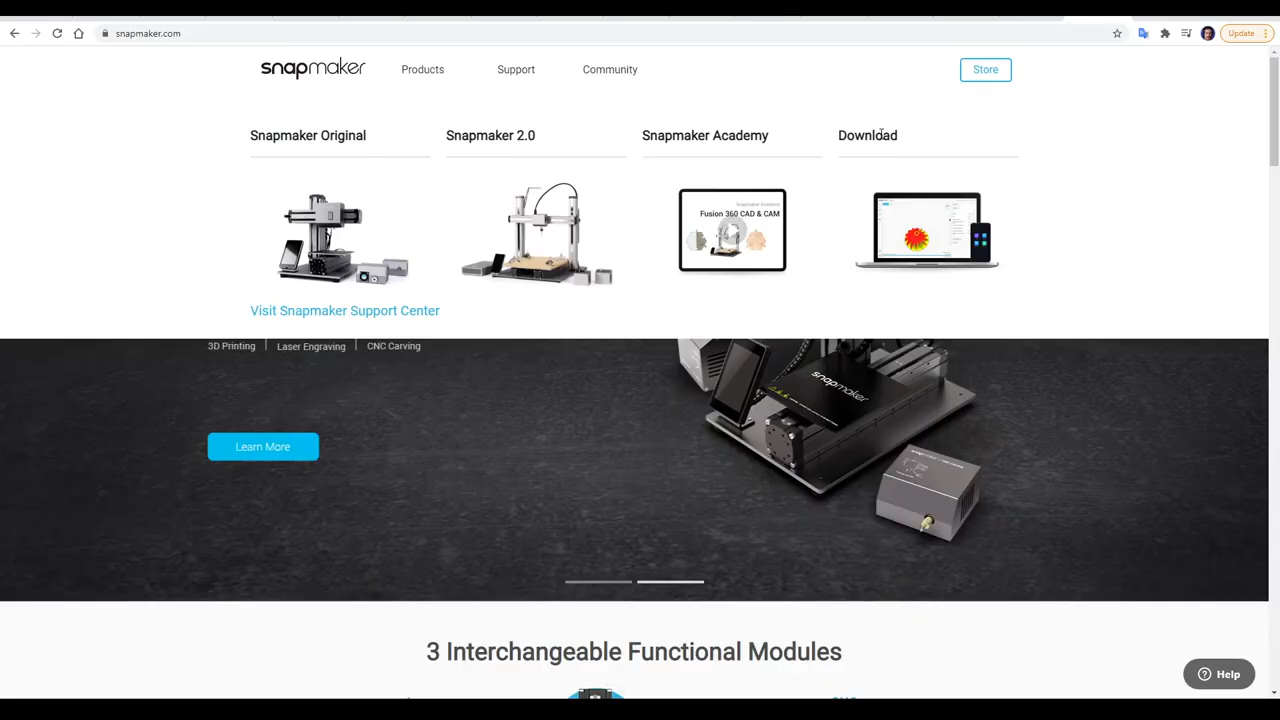 snapmaker.com
Update
snapmaker
Products
Support
Community
Store
Snapmaker Original
Snapmaker 2.0
Snapmaker Academy
Download
Snapmaker Academy
Fusion 360 CAD & CAM
Visit Snapmaker Support Center
3D Printing
Laser Engraving
CNC Carving
snapmaker
Learn More
3 Interchangeable Functional Modules
Help